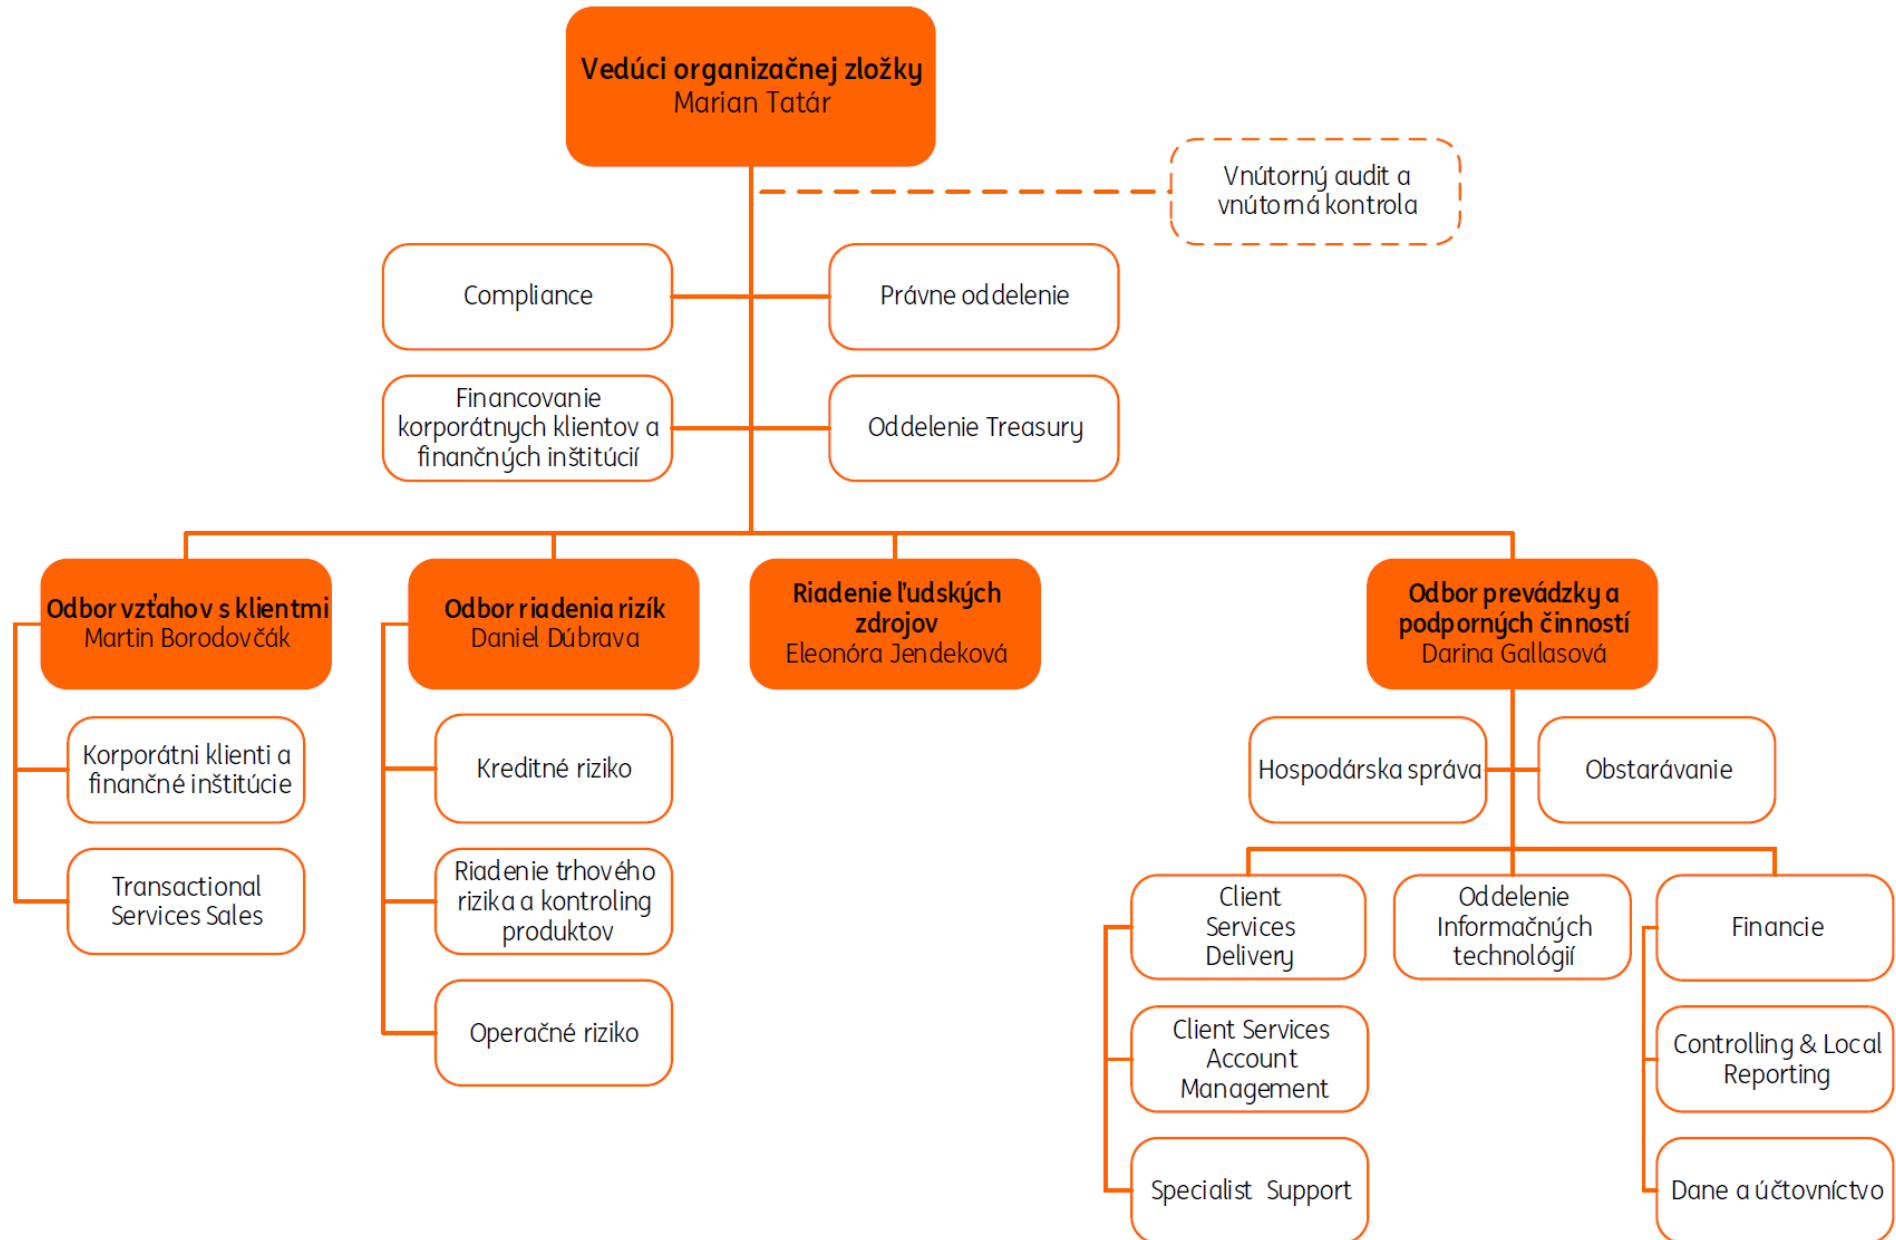 Vedúci organizačnej zložky
Marian Tatár
Vnútorný audit a
vnútorná kontrola
Compliance
Právne oddelenie
Financovanie
korporátnych klientov a
finančných inštitúcií
Oddelenie Treasury
Odbor vzťahov s klientmi
Martin Borodovčák
Odbor riadenia rizík
Daniel Dúbrava
Riadenie ľudských
zdrojov
Eleonóra Jendeková
Odbor prevádzky a
podporných činností
Darina Gallasová
Korporátni klienti a
finančné inštitúcie
Transactional
Services Sales
Kreditné riziko
Riadenie trhového
rizika a kontroling
produktov
Operačné riziko
Hospodárska správa
Obstarávanie
Client
Services
Delivery
Oddelenie
Informačných
technológií
Financie
Client Services
Account
Management
Controlling & Local
Reporting
Specialist Support
Dane a účtovníctvo